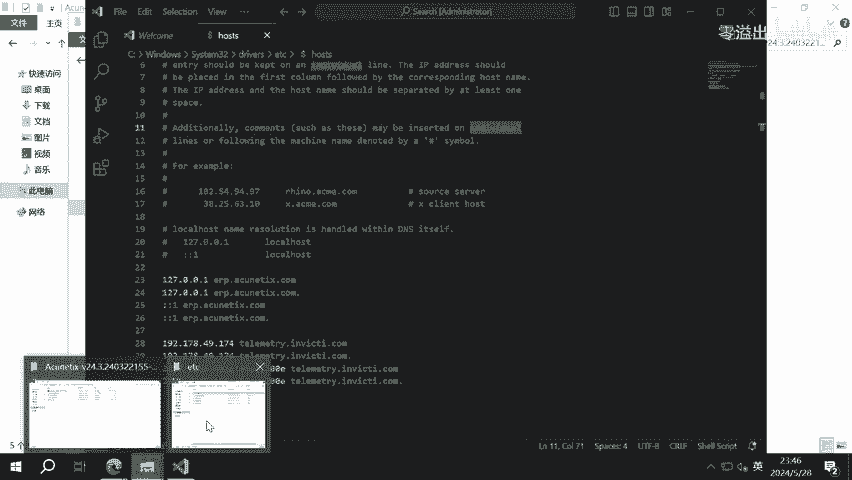 File Edit Selection View ···
Search [Administrator]
零溢出
文件
主页
Welcome
hosts
C: > Windows > System32 > drivers > etc > hosts
快速访问
桌面
下载
文档
图片
视频
音乐
此电脑
网络
6 # entry should be kept on an individual line. The IP address should
7 # be placed in the first column followed by the corresponding host name.
8 # The IP address and the host name should be separated by at least one
9 # space.
10 #
11 # Additionally, comments (such as these) may be inserted on individual
12 # lines or following the machine name denoted by a '#' symbol.
13 #
14 # For example:
15 #
16 # 102.54.94.97 rhino.acme.com # source server
17 # 38.25.63.10 x.acme.com # x client host
18
19 # localhost name resolution is handled within DNS itself.
20 # 127.0.0.1 localhost
21 # ::1 localhost
22
23 127.0.0.1 erp.acunetix.com
24 127.0.0.1 erp.acunetix.com.
25 ::1 erp.acunetix.com
26 ::1 erp.acunetix.com.
27
28 192.178.49.174 telemetry.invicti.com
192.178.49.174 telemetry.invicti.com.
telemetry.invicti.com
telemetry.invicti.com.
Acunetix-v24.3.240322155-...
etc
Ln 11, Col 71
Spaces: 4
UTF-8
CRLF
Shell Script
英
23:46
2024/5/28